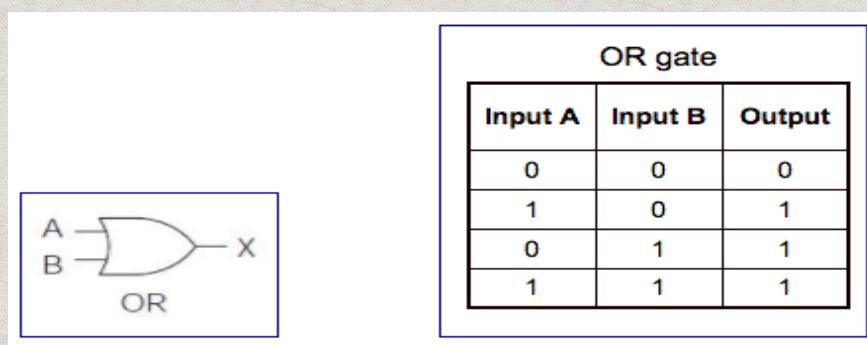 A
B
X
OR
OR gate
Input A Input B Output
0 0 0
1 0 1
0 1 1
1 1 1